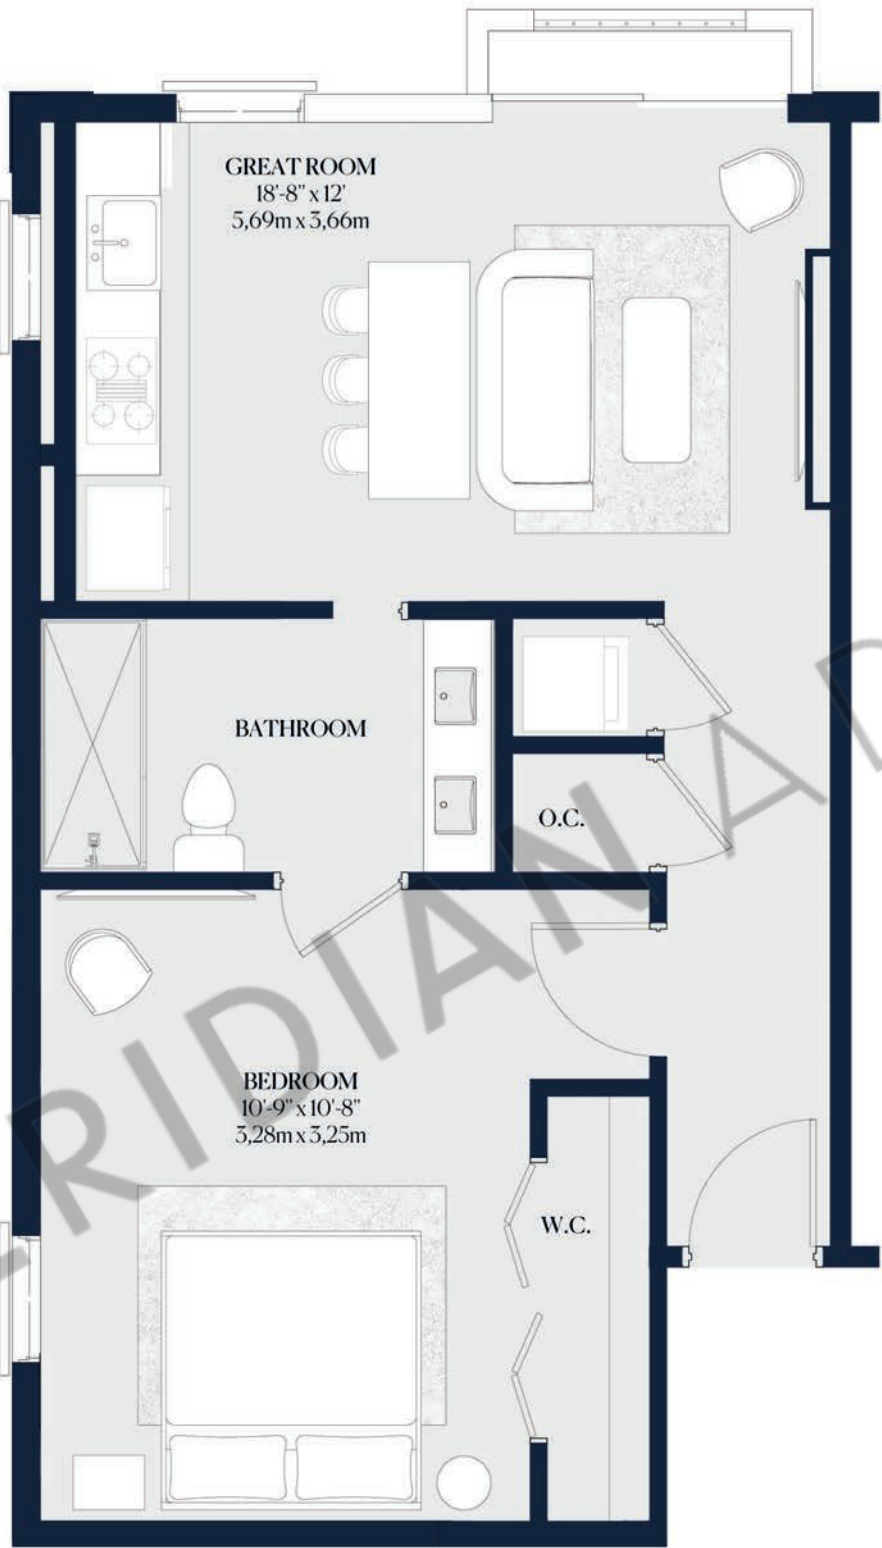 GREAT ROOM
18'-8" x 12'
5,69m x 3,66m
BATHROOM
O.C.
BEDROOM
10'-9" x 10'-8"
3,28m x 3,25m
W.C.